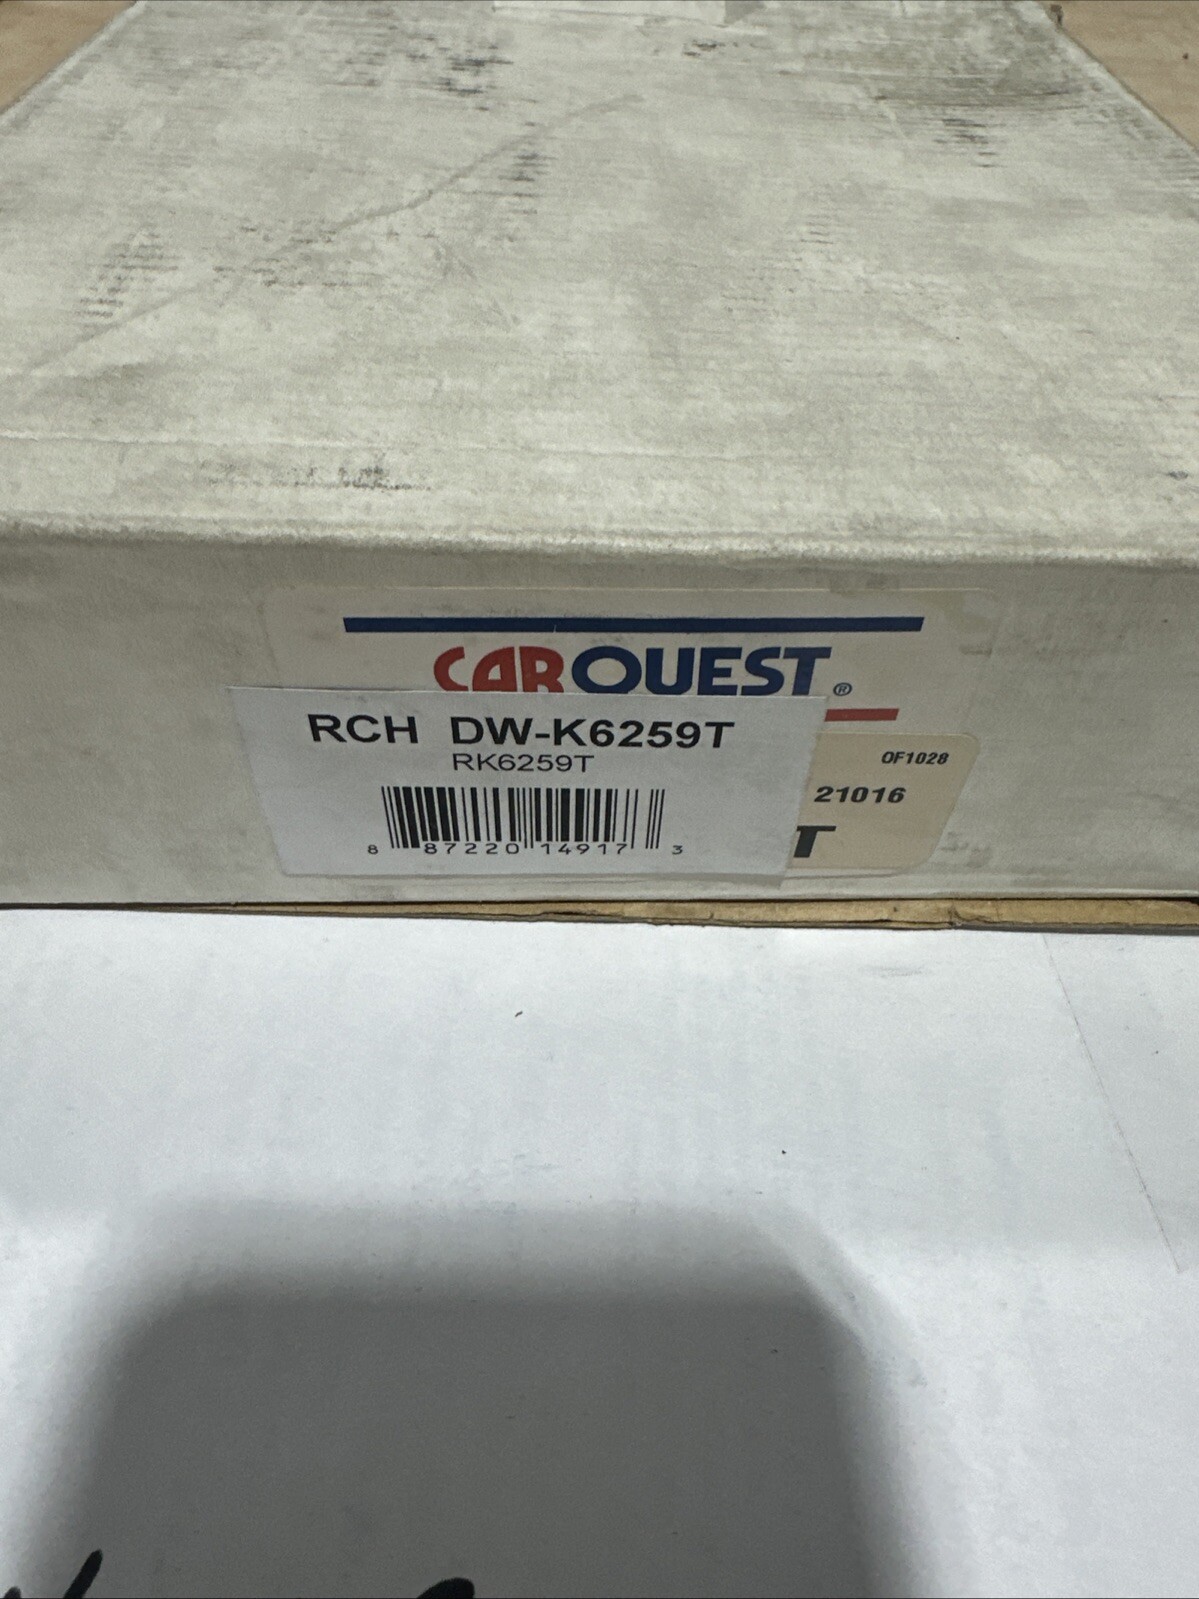 CARQUEST®
RCH DW-K6259T
RK6259T
8 87220 14917 3
OF1028
21016
T